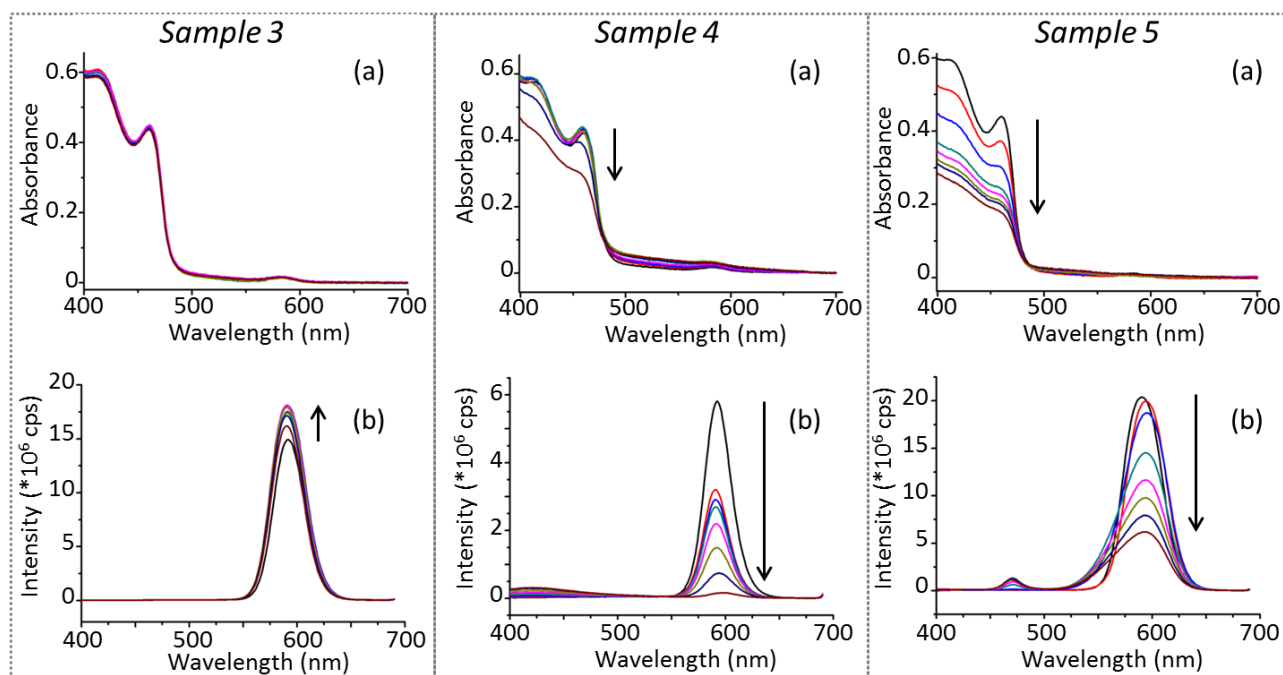 Sample 3
(a)
Absorbance
0.6
0.4
0.2
0
400 500 600 700
Wavelength (nm)
(b)
Intensity (*10⁶ cps)
20
15
10
5
0
400 500 600 700
Wavelength (nm)
Sample 4
(a)
Absorbance
0.6
0.4
0.2
0
400 500 600 700
Wavelength (nm)
(b)
Intensity (*10⁶ cps)
6
4
2
0
400 500 600 700
Wavelength (nm)
Sample 5
(a)
Absorbance
0.6
0.4
0.2
0
400 500 600 700
Wavelength (nm)
(b)
Intensity (*10⁶ cps)
20
15
10
5
0
400 500 600 700
Wavelength (nm)